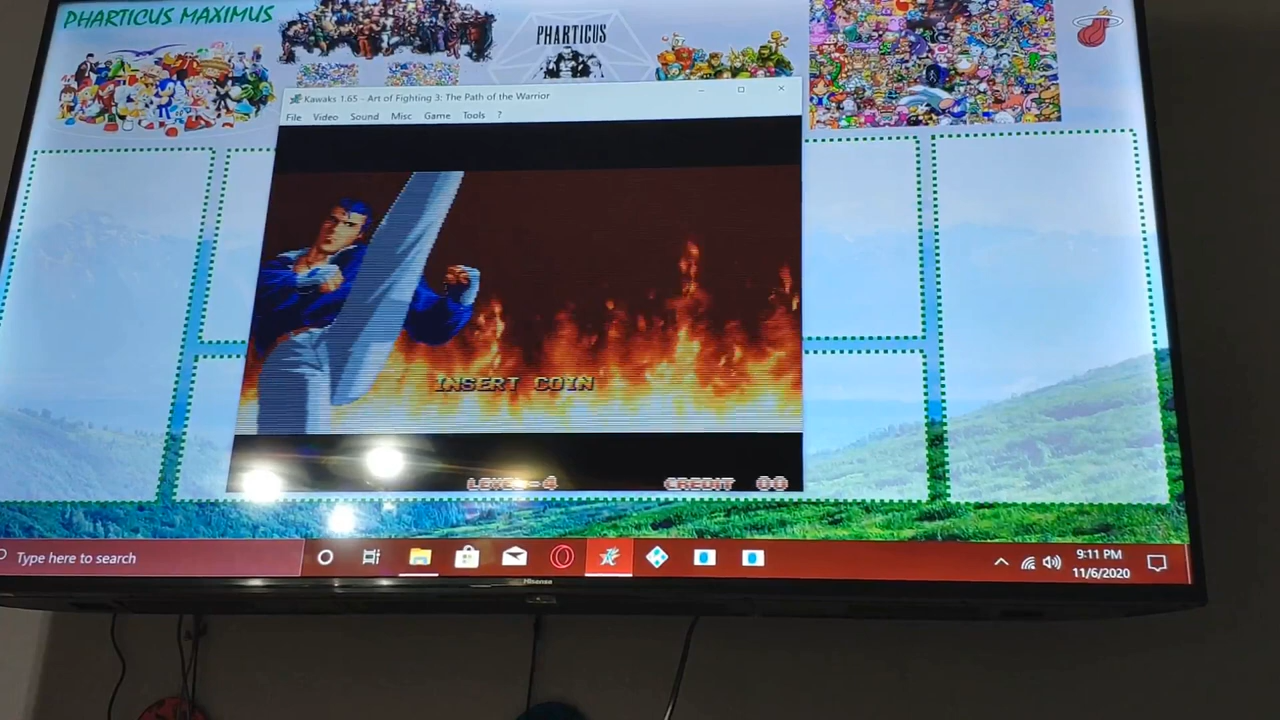 PHARTICUS MAXIMUS
PHARTICUS
Kawaks 1.65 - Art of Fighting 3: The Path of the Warrior
File Video Sound Misc Game Tools ?
INSERT COIN
LEVEL-4 CREDIT 00
Type here to search
9:11 PM
11/6/2020
Hisense